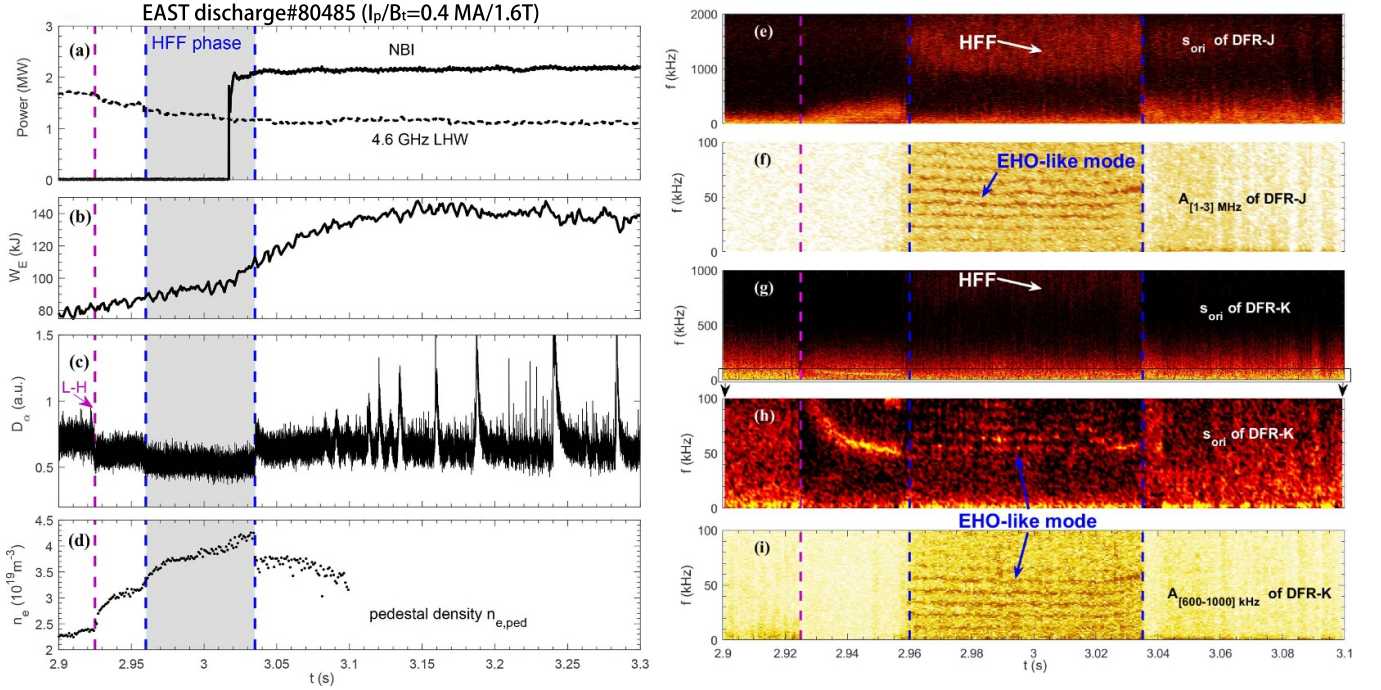 EAST discharge#80485 (Ip/Bt=0.4 MA/1.6T)
(a)
HFF phase
NBI
4.6 GHz LHW
Power (MW)
3
2
1
0
(b)
WE (kJ)
140
120
100
80
(c)
L-H
Dα (a.u.)
1.5
1
0.5
(d)
pedestal density ne,ped
ne (10^19 m^-3)
4.5
4
3.5
3
2.5
2
2.9 2.95 3 3.05 3.1 3.15 3.2 3.25 3.3
t (s)
(e)
HFF
sori of DFR-J
f (kHz)
2000
1000
0
(f)
EHO-like mode
A[1-3] MHz of DFR-J
f (kHz)
100
50
0
(g)
HFF
sori of DFR-K
f (kHz)
1000
500
0
(h)
sori of DFR-K
f (kHz)
100
50
0
EHO-like mode
(i)
A[600-1000] kHz of DFR-K
f (kHz)
100
50
0
2.9 2.92 2.94 2.96 2.98 3 3.02 3.04 3.06 3.08 3.1
t (s)